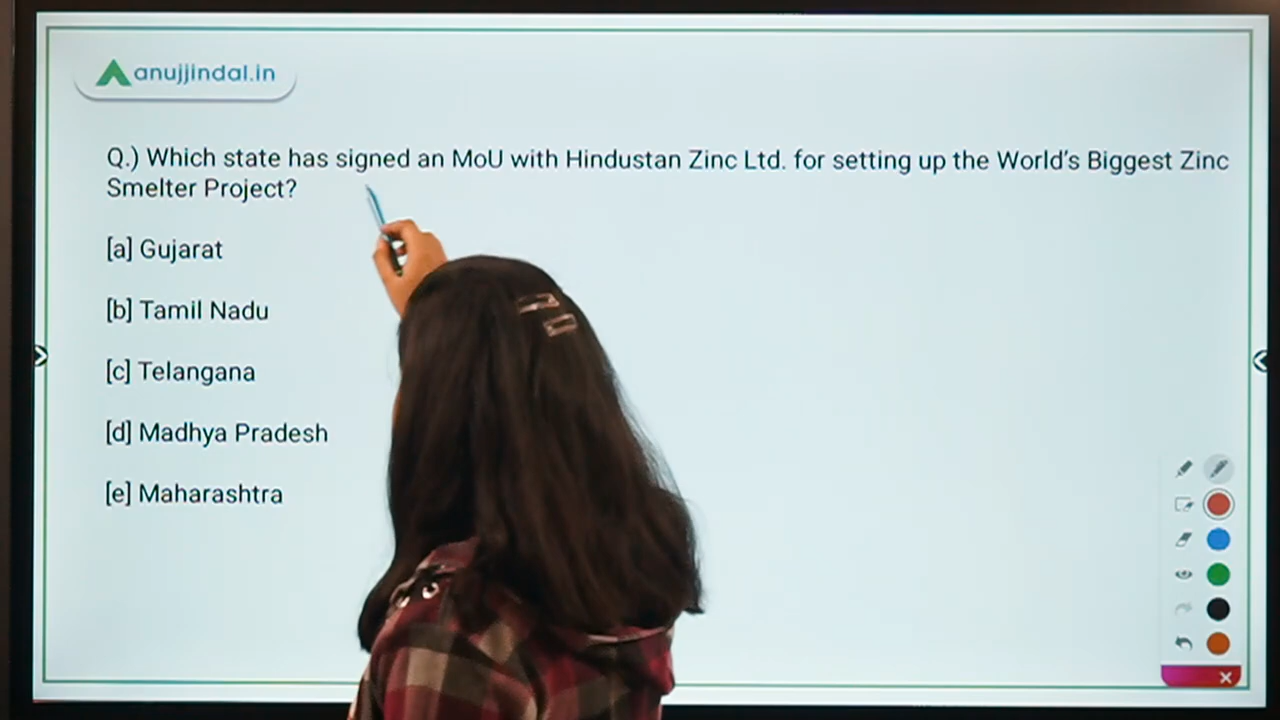 anujjindal.in
Q.) Which state has signed an MoU with Hindustan Zinc Ltd. for setting up the World's Biggest Zinc
Smelter Project?
[a] Gujarat
[b] Tamil Nadu
[c] Telangana
[d] Madhya Pradesh
[e] Maharashtra